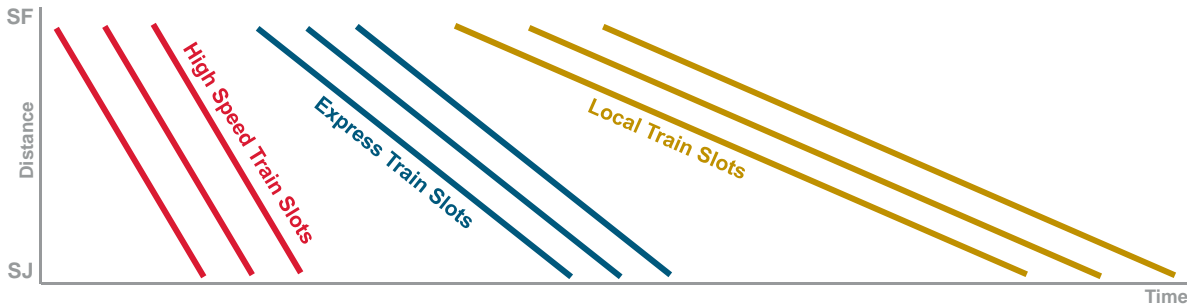 SF
High Speed Train Slots
Express Train Slots
Local Train Slots
Distance
SJ
Time